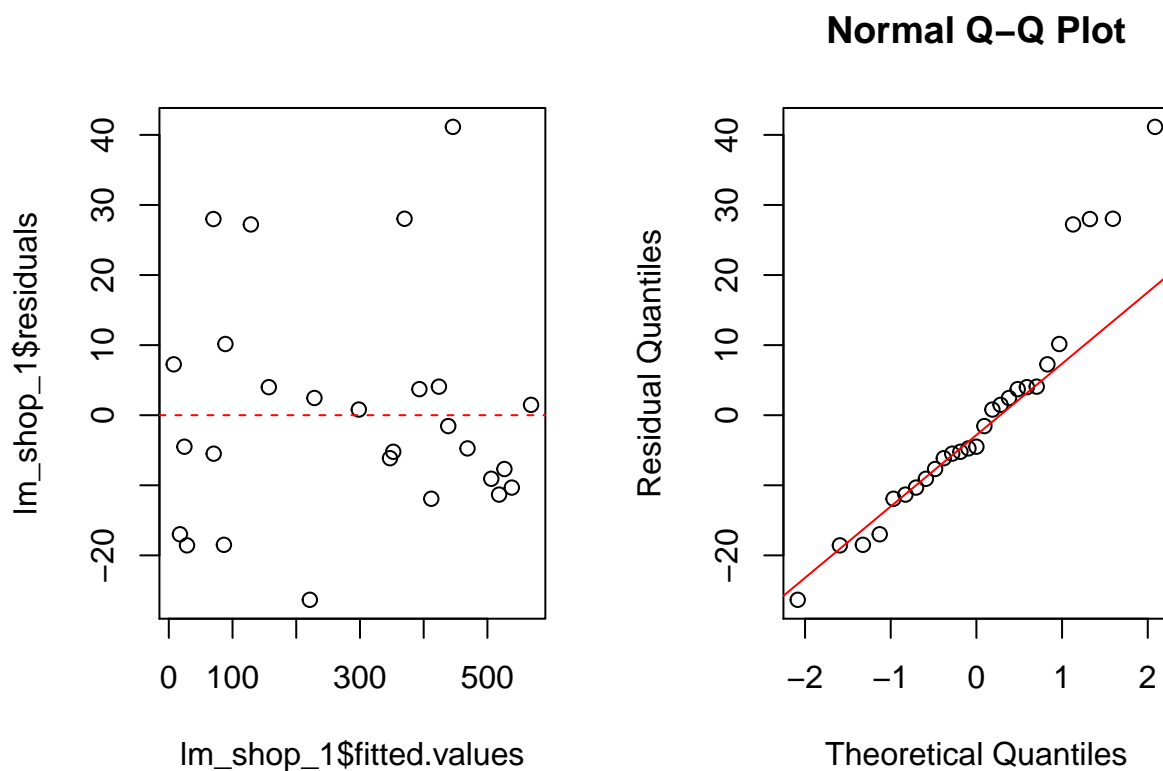 Normal Q−Q Plot
lm_shop_1$residuals
40
30
20
10
0
−20
0 100 300 500
lm_shop_1$fitted.values
Residual Quantiles
40
30
20
10
0
−20
−2 −1 0 1 2
Theoretical Quantiles